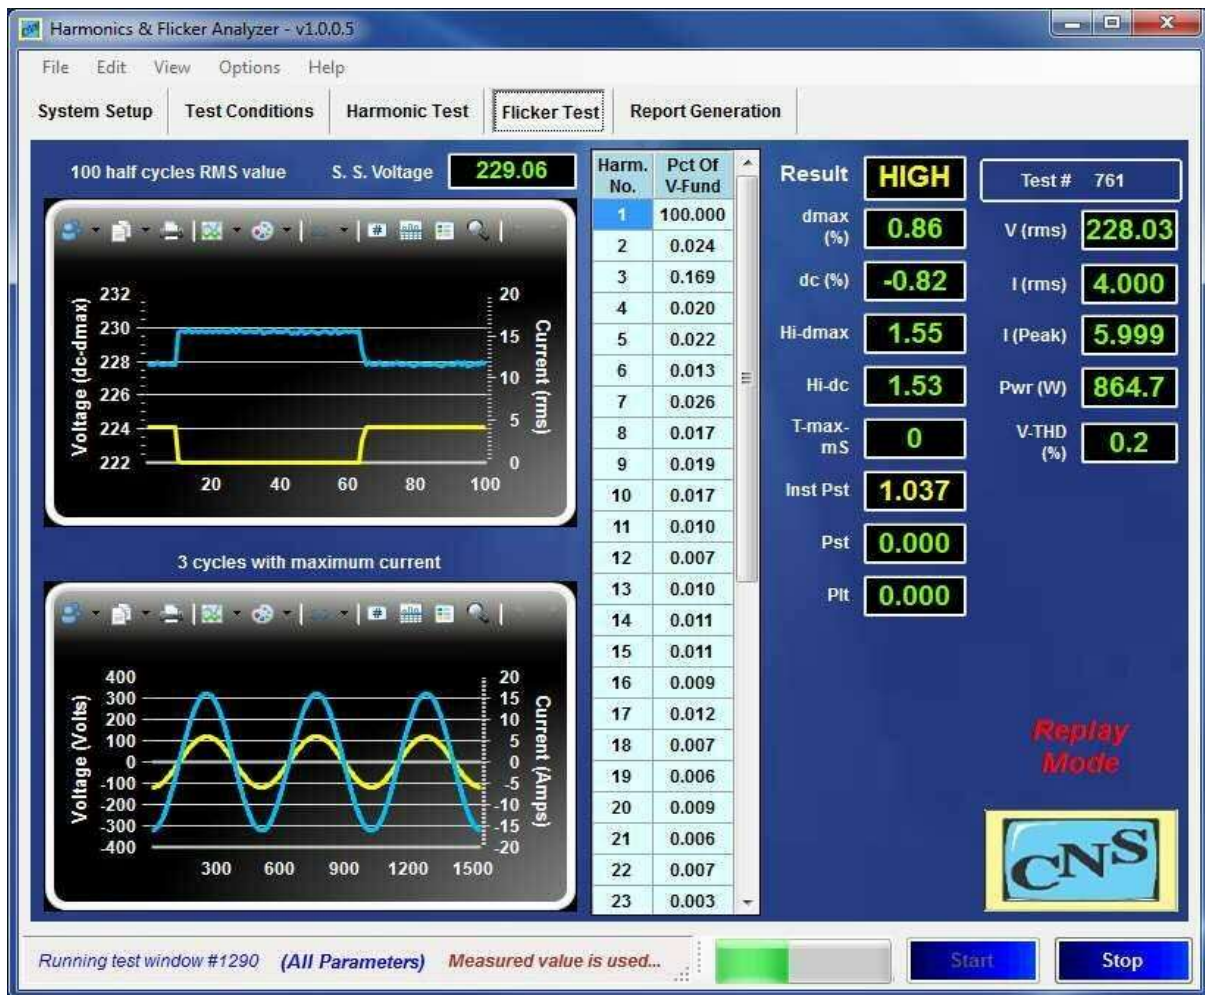 Harmonics & Flicker Analyzer - v1.0.0.5
File Edit View Options Help
System Setup Test Conditions Harmonic Test Flicker Test Report Generation
100 half cycles RMS value S. S. Voltage 229.06
232
230
228
226
224
222
Voltage (dc-dmax)
20
15
10
5
0
Current (rms)
20 40 60 80 100
3 cycles with maximum current
400
300
200
100
0
-100
-200
-300
-400
Voltage (Volts)
20
15
10
5
0
-5
-10
-15
-20
Current (Amps)
300 600 900 1200 1500
Harm. No. Pct Of V-Fund
1 100.000
2 0.024
3 0.169
4 0.020
5 0.022
6 0.013
7 0.026
8 0.017
9 0.019
10 0.017
11 0.010
12 0.007
13 0.010
14 0.011
15 0.011
16 0.009
17 0.012
18 0.007
19 0.006
20 0.009
21 0.006
22 0.007
23 0.003
Result HIGH
dmax (%) 0.86
dc (%) -0.82
Hi-dmax 1.55
Hi-dc 1.53
T-max-mS 0
Inst Pst 1.037
Pst 0.000
Plt 0.000
Test # 761
V (rms) 228.03
I (rms) 4.000
I (Peak) 5.999
Pwr (W) 864.7
V-THD (%) 0.2
Replay
Mode
CNS
Running test window #1290 (All Parameters) Measured value is used...
Start Stop